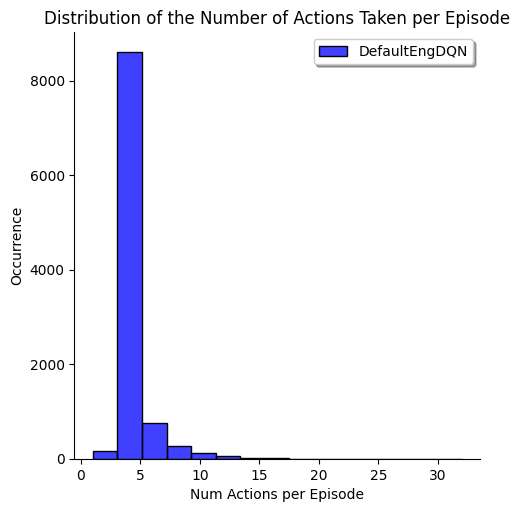 Distribution of the Number of Actions Taken per Episode
DefaultEngDQN
8000
6000
4000
2000
0
Occurrence
0 5 10 15 20 25 30
Num Actions per Episode